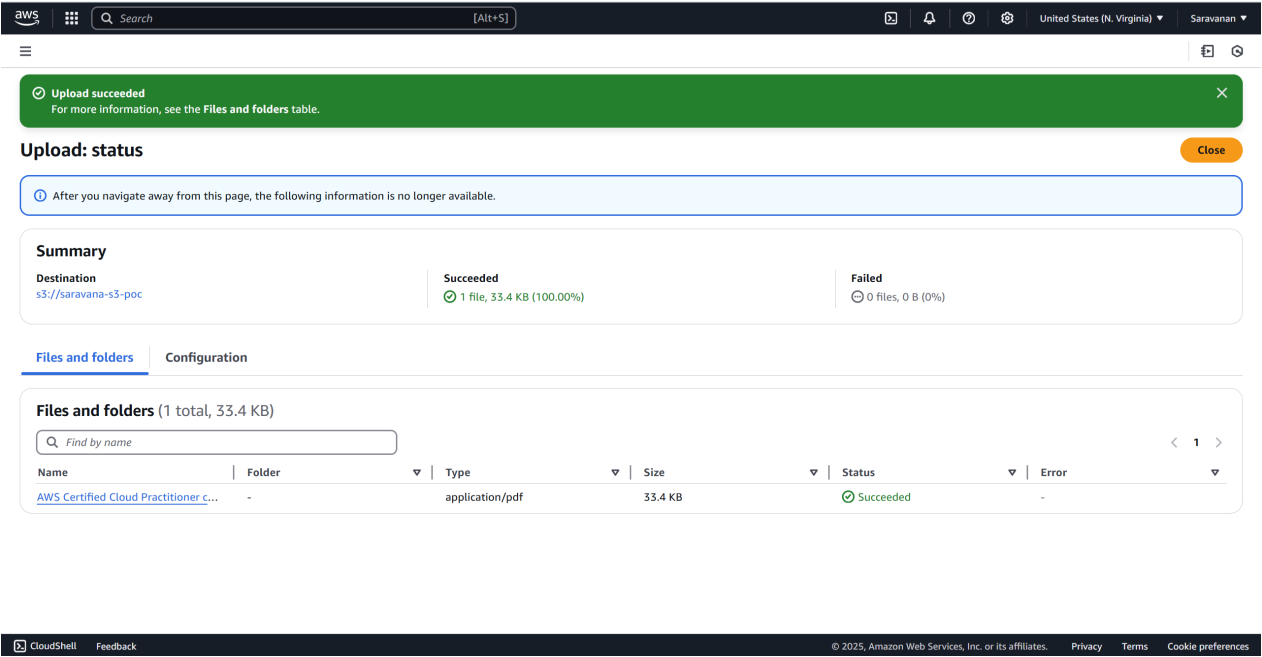 aws
Search [Alt+S] United States (N. Virginia) Saravanan
Upload succeeded
For more information, see the Files and folders table.
Upload: status Close
After you navigate away from this page, the following information is no longer available.
Summary
Destination Succeeded Failed
s3://saravana-s3-poc 1 file, 33.4 KB (100.00%) 0 files, 0 B (0%)
Files and folders Configuration
Files and folders (1 total, 33.4 KB)
Find by name 1
Name Folder Type Size Status Error
AWS Certified Cloud Practitioner c... - application/pdf 33.4 KB Succeeded -
CloudShell Feedback © 2025, Amazon Web Services, Inc. or its affiliates. Privacy Terms Cookie preferences